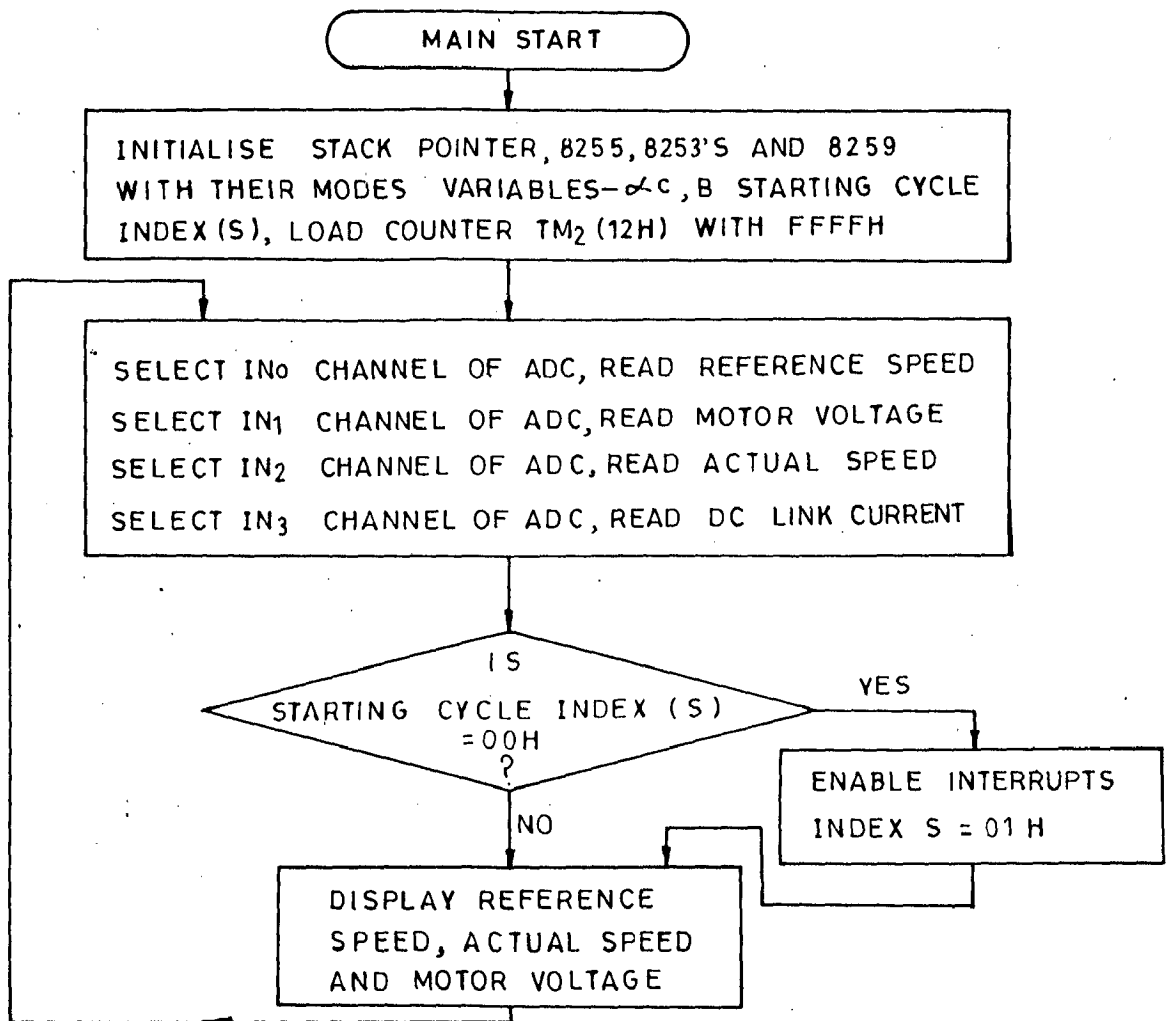 MAIN START
INITIALISE STACK POINTER, 8255, 8253'S AND 8259
WITH THEIR MODES VARIABLES-αC, B STARTING CYCLE
INDEX (S), LOAD COUNTER TM2 (12H) WITH FFFFH
SELECT IN0 CHANNEL OF ADC, READ REFERENCE SPEED
SELECT IN1 CHANNEL OF ADC, READ MOTOR VOLTAGE
SELECT IN2 CHANNEL OF ADC, READ ACTUAL SPEED
SELECT IN3 CHANNEL OF ADC, READ DC LINK CURRENT
IS
STARTING CYCLE INDEX (S)
=00H
?
YES
ENABLE INTERRUPTS
INDEX S = 01 H
NO
DISPLAY REFERENCE
SPEED, ACTUAL SPEED
AND MOTOR VOLTAGE